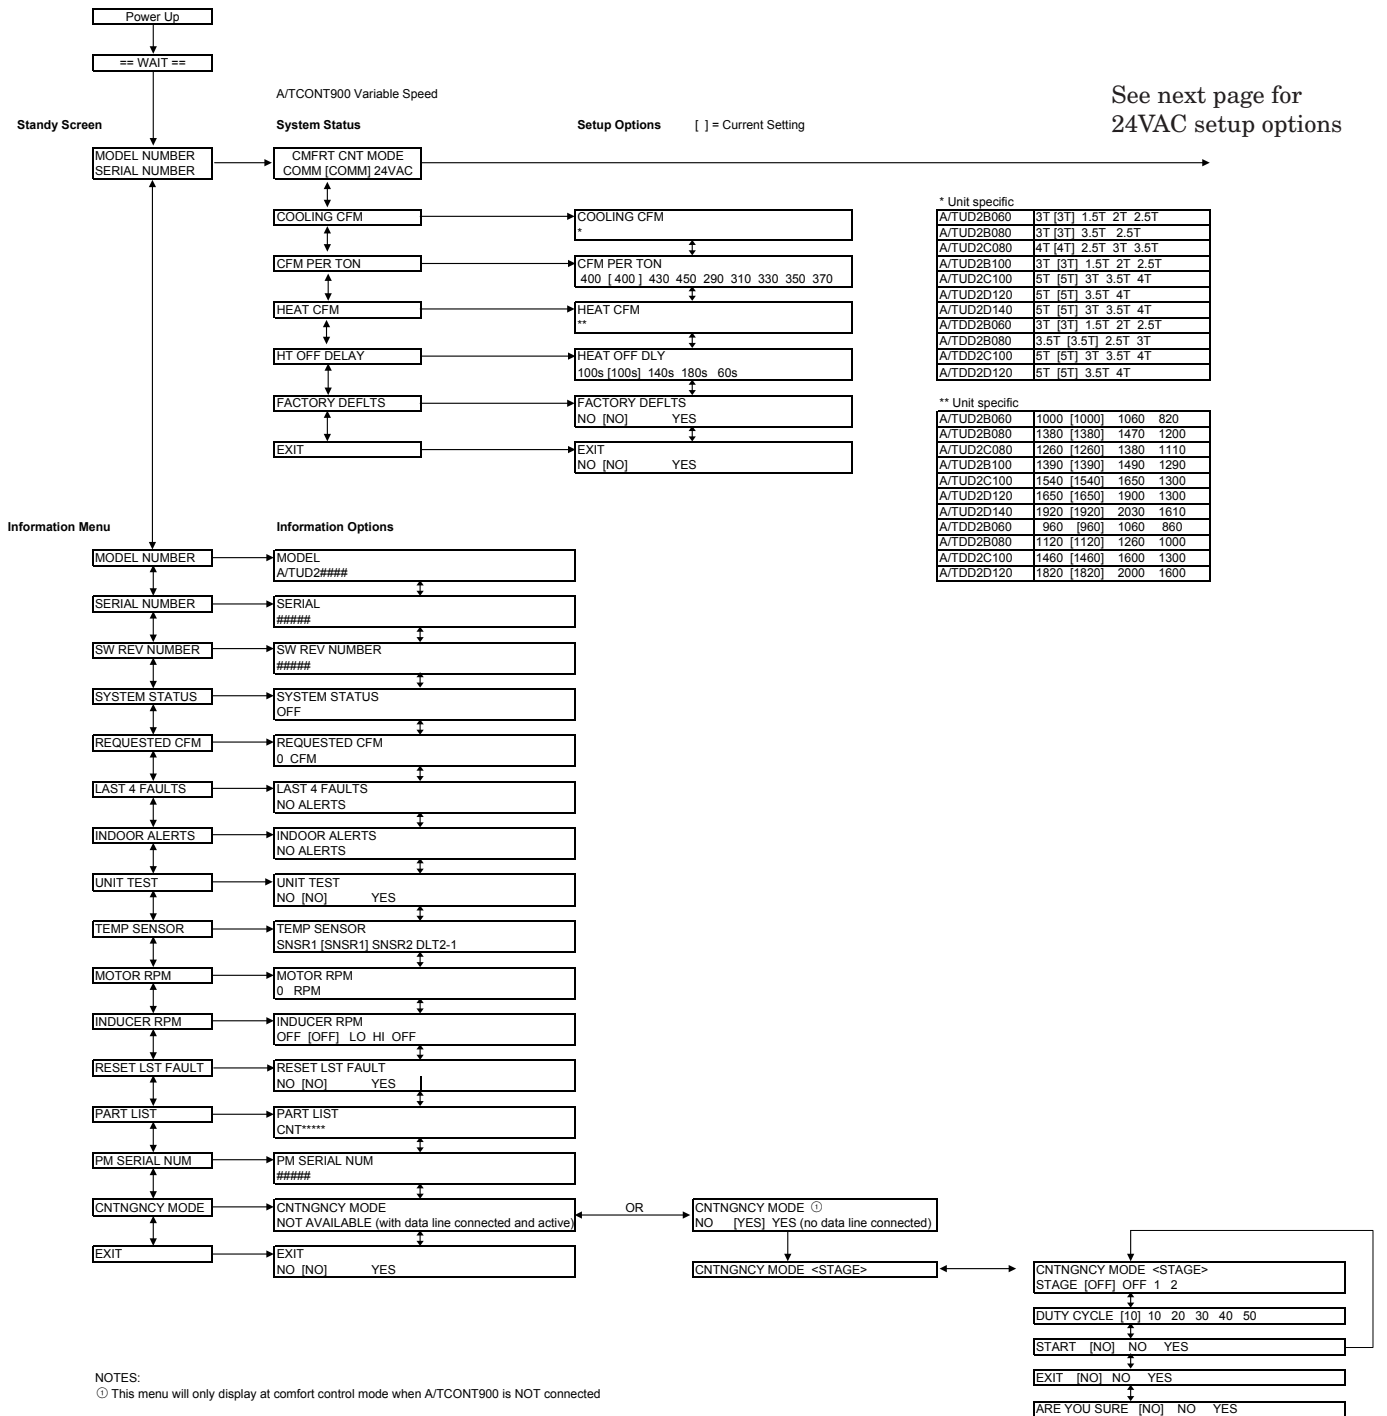 Power Up
== WAIT ==
A/TCONT900 Variable Speed
See next page for
24VAC setup options
Standy Screen
System Status
Setup Options [ ] = Current Setting
MODEL NUMBER
SERIAL NUMBER
CMFRT CNT MODE
COMM [COMM] 24VAC
COOLING CFM
COOLING CFM
*
CFM PER TON
CFM PER TON
400 [ 400 ] 430 450 290 310 330 350 370
HEAT CFM
HEAT CFM
**
HT OFF DELAY
HEAT OFF DLY
100s [100s] 140s 180s 60s
FACTORY DEFLTS
FACTORY DEFLTS
NO [NO] YES
EXIT
EXIT
NO [NO] YES
* Unit specific
A/TUD2B060 3T [3T] 1.5T 2T 2.5T
A/TUD2B080 3T [3T] 3.5T 2.5T
A/TUD2C080 4T [4T] 2.5T 3T 3.5T
A/TUD2B100 3T [3T] 1.5T 2T 2.5T
A/TUD2C100 5T [5T] 3T 3.5T 4T
A/TUD2D120 5T [5T] 3.5T 4T
A/TUD2D140 5T [5T] 3T 3.5T 4T
A/TDD2B060 3T [3T] 1.5T 2T 2.5T
A/TDD2B080 3.5T [3.5T] 2.5T 3T
A/TDD2C100 5T [5T] 3T 3.5T 4T
A/TDD2D120 5T [5T] 3.5T 4T
** Unit specific
A/TUD2B060 1000 [1000] 1060 820
A/TUD2B080 1380 [1380] 1470 1200
A/TUD2C080 1260 [1260] 1380 1110
A/TUD2B100 1390 [1390] 1490 1290
A/TUD2C100 1540 [1540] 1650 1300
A/TUD2D120 1650 [1650] 1900 1300
A/TUD2D140 1920 [1920] 2030 1610
A/TDD2B060 960 [960] 1060 860
A/TDD2B080 1120 [1120] 1260 1000
A/TDD2C100 1460 [1460] 1600 1300
A/TDD2D120 1820 [1820] 2000 1600
Information Menu
Information Options
MODEL NUMBER
MODEL
A/TUD2####
SERIAL NUMBER
SERIAL
#####
SW REV NUMBER
SW REV NUMBER
#####
SYSTEM STATUS
SYSTEM STATUS
OFF
REQUESTED CFM
REQUESTED CFM
0 CFM
LAST 4 FAULTS
LAST 4 FAULTS
NO ALERTS
INDOOR ALERTS
INDOOR ALERTS
NO ALERTS
UNIT TEST
UNIT TEST
NO [NO] YES
TEMP SENSOR
TEMP SENSOR
SNSR1 [SNSR1] SNSR2 DLT2-1
MOTOR RPM
MOTOR RPM
0 RPM
INDUCER RPM
INDUCER RPM
OFF [OFF] LO HI OFF
RESET LST FAULT
RESET LST FAULT
NO [NO] YES
PART LIST
PART LIST
CNT*****
PM SERIAL NUM
PM SERIAL NUM
#####
CNTNGNCY MODE
CNTNGNCY MODE
NOT AVAILABLE (with data line connected and active)
OR
CNTNGNCY MODE ①
NO [YES] YES (no data line connected)
EXIT
EXIT
NO [NO] YES
CNTNGNCY MODE <STAGE>
CNTNGNCY MODE <STAGE>
STAGE [OFF] OFF 1 2
DUTY CYCLE [10] 10 20 30 40 50
START [NO] NO YES
EXIT [NO] NO YES
ARE YOU SURE [NO] NO YES
NOTES:
① This menu will only display at comfort control mode when A/TCONT900 is NOT connected